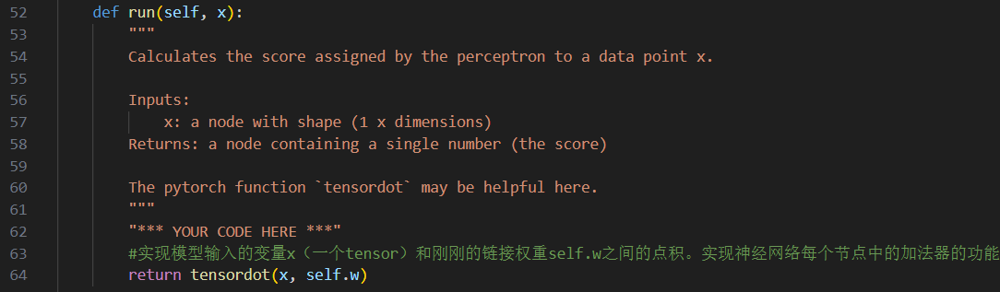 52 def run(self, x):
53 """
54 Calculates the score assigned by the perceptron to a data point x.
55
56 Inputs:
57 x: a node with shape (1 x dimensions)
58 Returns: a node containing a single number (the score)
59
60 The pytorch function `tensordot` may be helpful here.
61 """
62 "*** YOUR CODE HERE ***"
63 #实现模型输入的变量x（一个tensor）和刚刚的链接权重self.w之间的点积。实现神经网络每个节点中的加法器的功能
64 return tensordot(x, self.w)